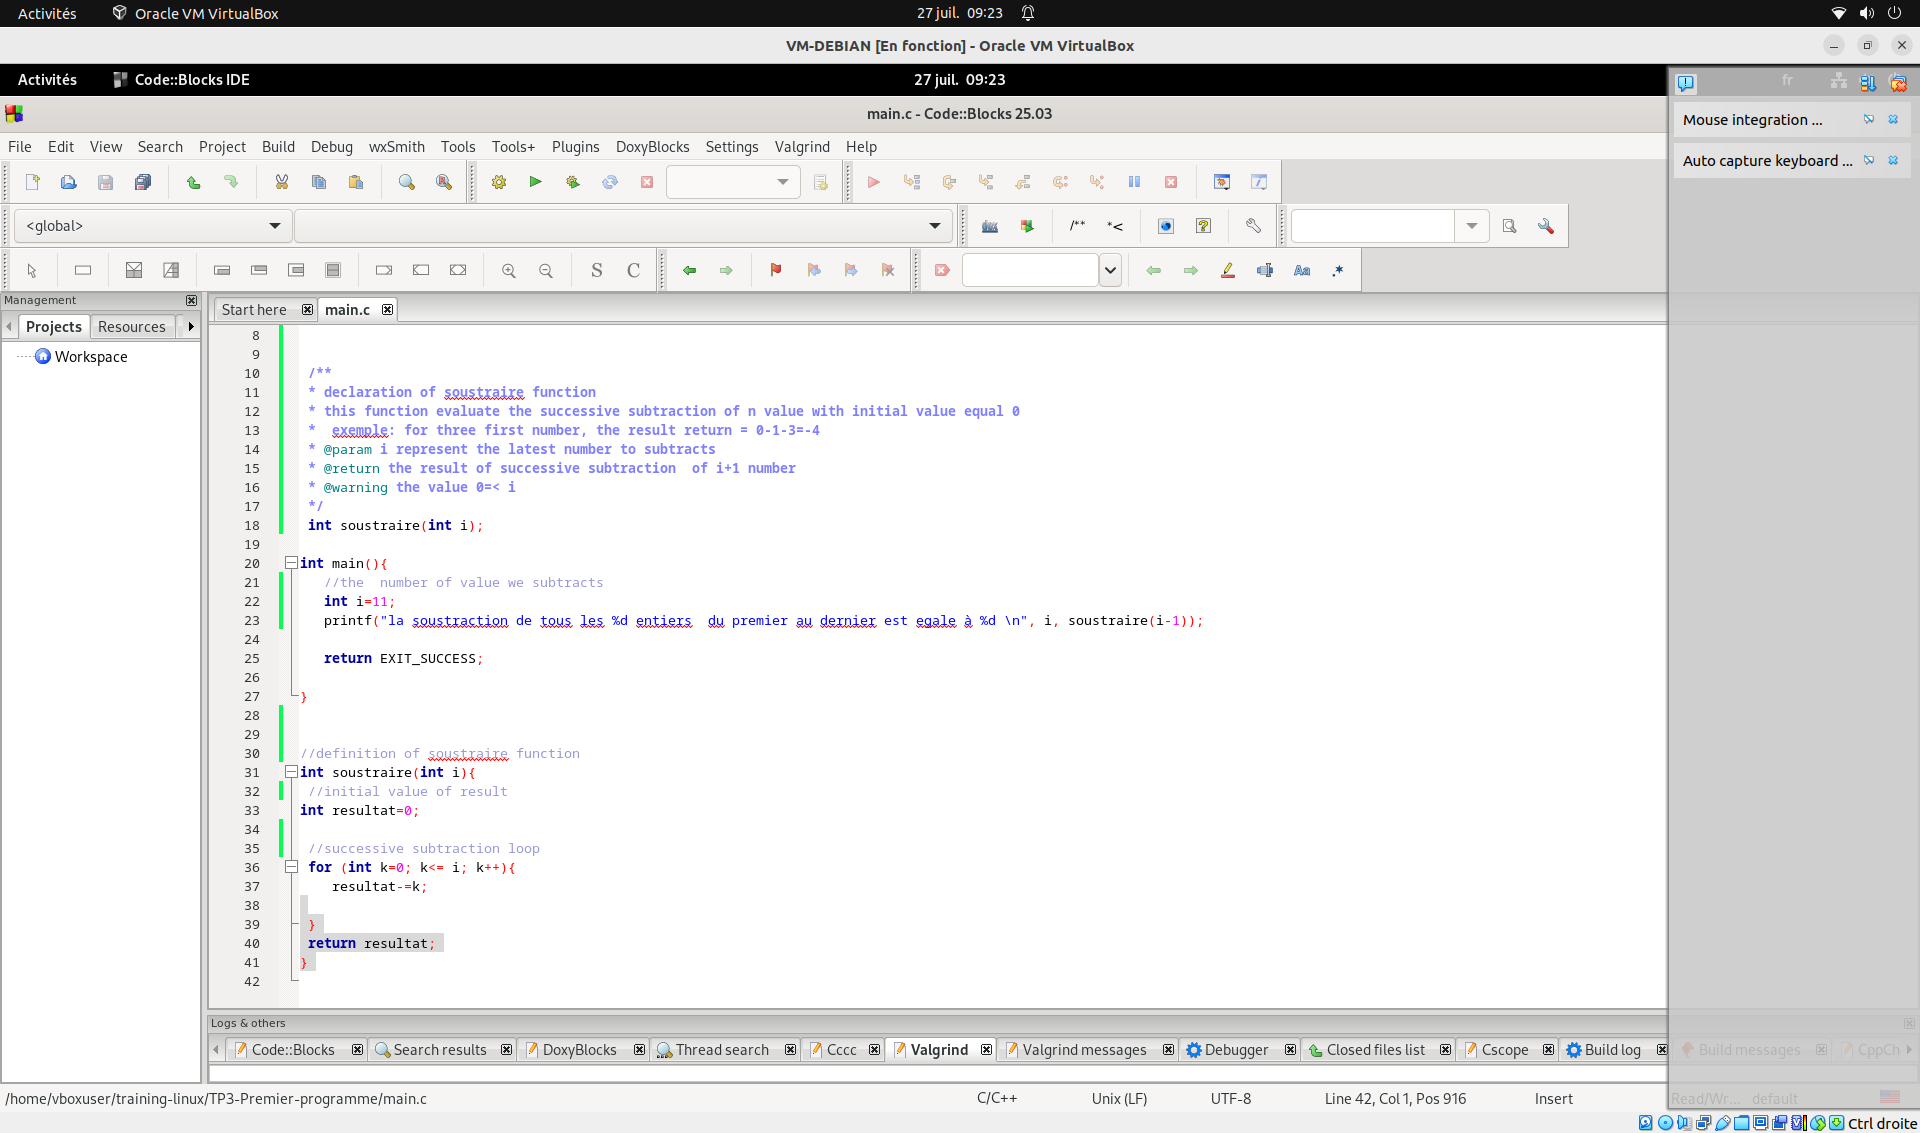 Activités Oracle VM VirtualBox 27 juil. 09:23
VM-DEBIAN [En fonction] - Oracle VM VirtualBox
Activités Code::Blocks IDE 27 juil. 09:23 fr
main.c - Code::Blocks 25.03
Mouse integration ...
Auto capture keyboard ...
File Edit View Search Project Build Debug wxSmith Tools Tools+ Plugins DoxyBlocks Settings Valgrind Help
<global> /** *<
S C Aa .*
Management
Projects Resources
Workspace
Start here main.c
8
9
10 /**
11 * declaration of soustraire function
12 * this function evaluate the successive subtraction of n value with initial value equal 0
13 *  exemple: for three first number, the result return = 0-1-3=-4
14 * @param i represent the latest number to subtracts
15 * @return the result of successive subtraction  of i+1 number
16 * @warning the value 0=< i
17 */
18 int soustraire(int i);
19
20 int main(){
21 //the  number of value we subtracts
22 int i=11;
23 printf("la soustraction de tous les %d entiers  du premier au dernier est egale à %d \n", i, soustraire(i-1));
24
25 return EXIT_SUCCESS;
26
27 }
28
29
30 //definition of soustraire function
31 int soustraire(int i){
32 //initial value of result
33 int resultat=0;
34
35 //successive subtraction loop
36 for (int k=0; k<= i; k++){
37 resultat-=k;
38
39 }
40 return resultat;
41 }
42
Logs & others
Code::Blocks Search results DoxyBlocks Thread search Cccc Valgrind Valgrind messages Debugger Closed files list Cscope Build log Build messages CppCh
/home/vboxuser/training-linux/TP3-Premier-programme/main.c C/C++ Unix (LF) UTF-8 Line 42, Col 1, Pos 916 Insert Read/Wr... default
Ctrl droite